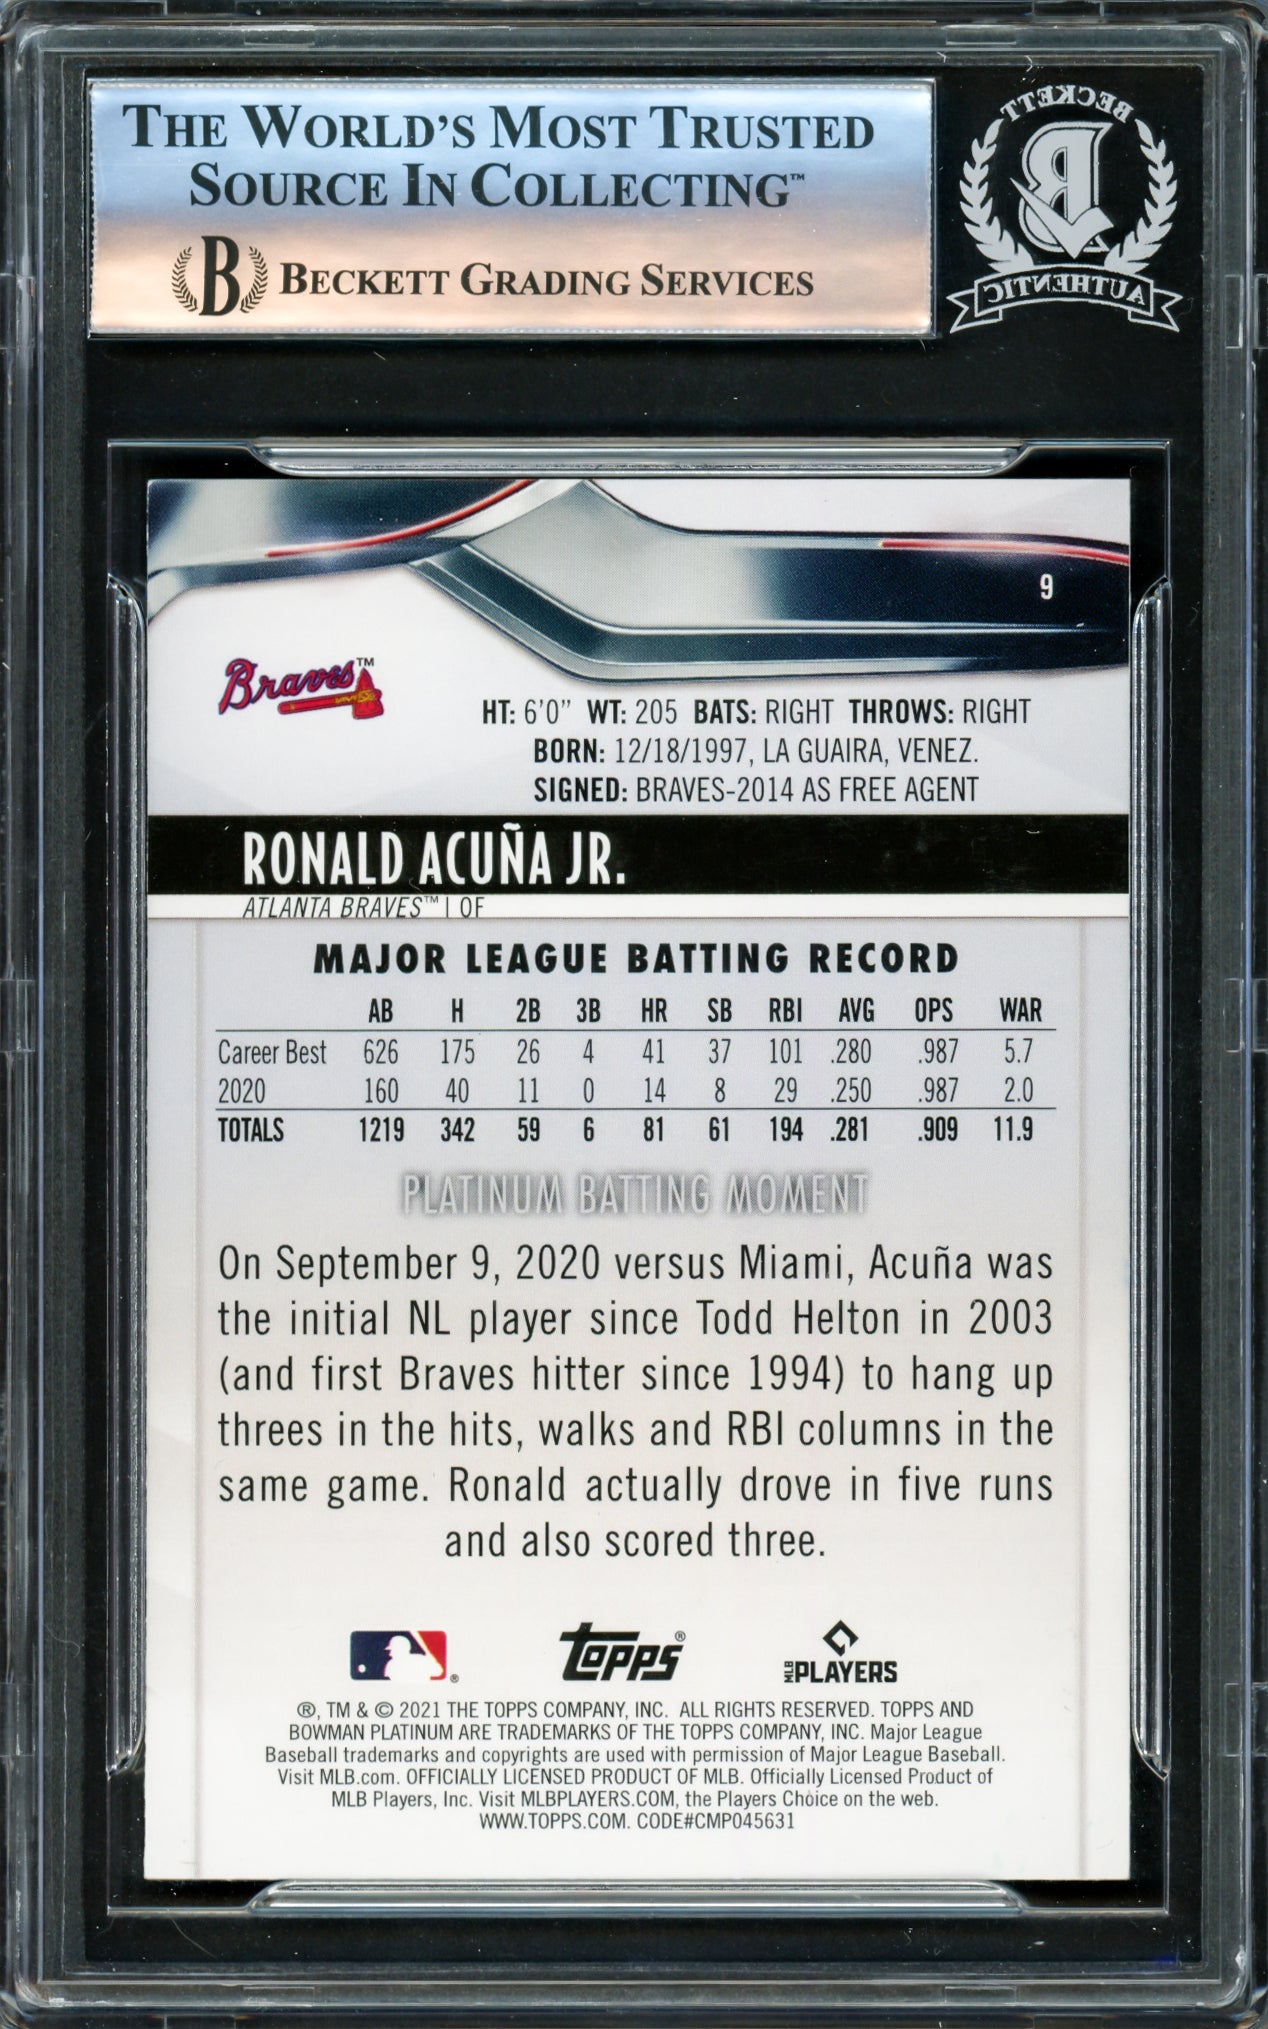 THE WORLD'S MOST TRUSTED
SOURCE IN COLLECTING™
B BECKETT GRADING SERVICES
BECKETT
B
AUTHENTIC
9
Braves™
HT: 6'0” WT: 205 BATS: RIGHT THROWS: RIGHT
BORN: 12/18/1997, LA GUAIRA, VENEZ.
SIGNED: BRAVES-2014 AS FREE AGENT
RONALD ACUÑA JR.
ATLANTA BRAVES™ | OF
MAJOR LEAGUE BATTING RECORD
AB H 2B 3B HR SB RBI AVG OPS WAR
Career Best 626 175 26 4 41 37 101 .280 .987 5.7
2020 160 40 11 0 14 8 29 .250 .987 2.0
TOTALS 1219 342 59 6 81 61 194 .281 .909 11.9
PLATINUM BATTING MOMENT
On September 9, 2020 versus Miami, Acuña was
the initial NL player since Todd Helton in 2003
(and first Braves hitter since 1994) to hang up
threes in the hits, walks and RBI columns in the
same game. Ronald actually drove in five runs
and also scored three.
® TOPPS® MLB PLAYERS
®, TM & © 2021 THE TOPPS COMPANY, INC. ALL RIGHTS RESERVED. TOPPS AND
BOWMAN PLATINUM ARE TRADEMARKS OF THE TOPPS COMPANY, INC. Major League
Baseball trademarks and copyrights are used with permission of Major League Baseball.
Visit MLB.com. OFFICIALLY LICENSED PRODUCT OF MLB. Officially Licensed Product of
MLB Players, Inc. Visit MLBPLAYERS.COM, the Players Choice on the web.
WWW.TOPPS.COM. CODE#CMP045631